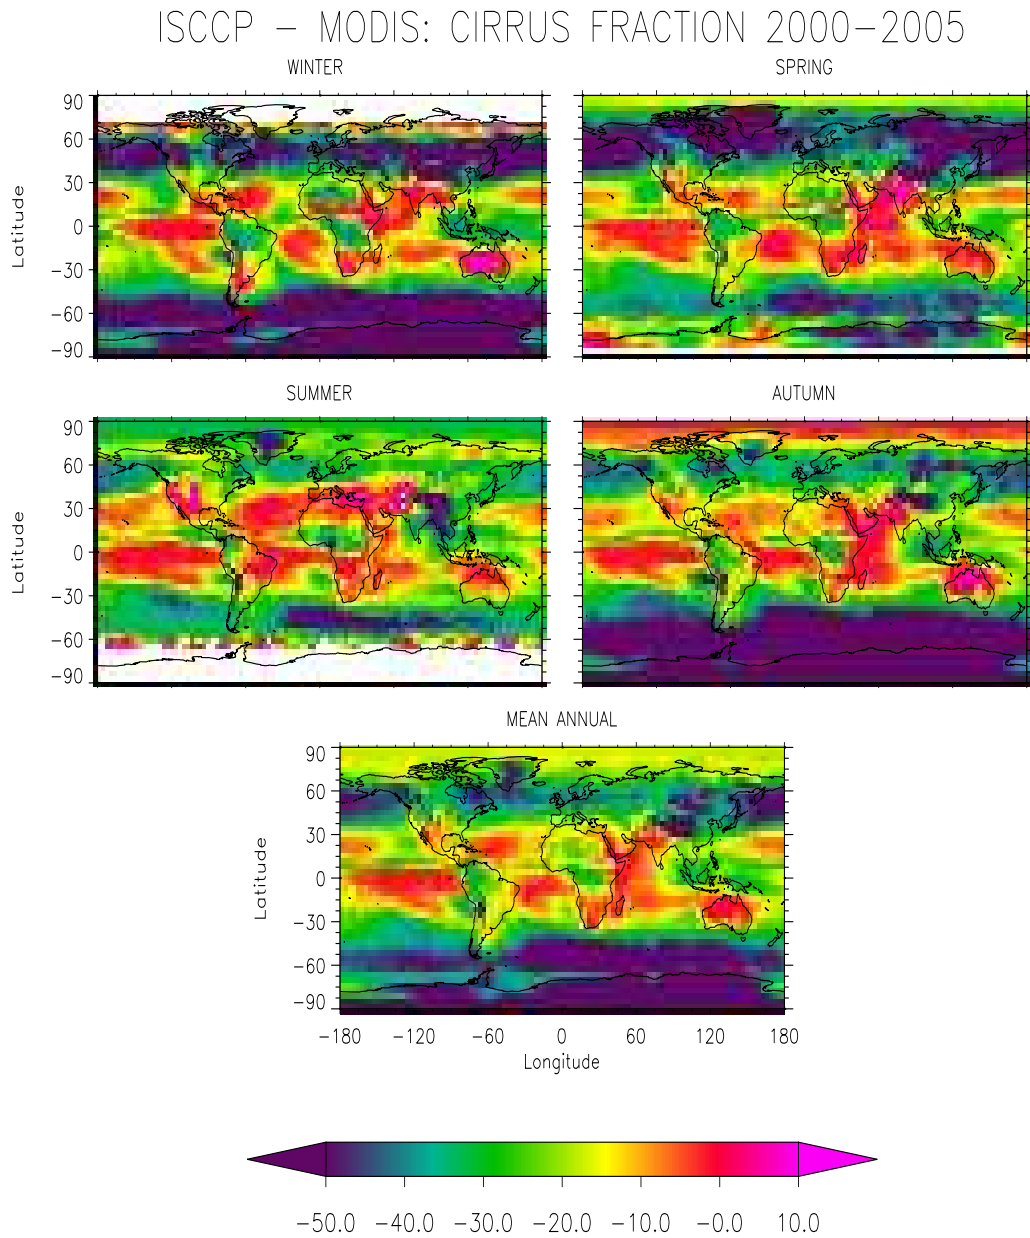 ISCCP − MODIS: CIRRUS FRACTION 2000−2005
WINTER
SPRING
90
60
30
0
−30
−60
−90
Latitude
90
60
30
0
−30
−60
−90
SUMMER
AUTUMN
90
60
30
0
−30
−60
−90
Latitude
90
60
30
0
−30
−60
−90
MEAN ANNUAL
90
60
30
0
−30
−60
−90
Latitude
−180 −120 −60 0 60 120 180
Longitude
−50.0 −40.0 −30.0 −20.0 −10.0 −0.0 10.0